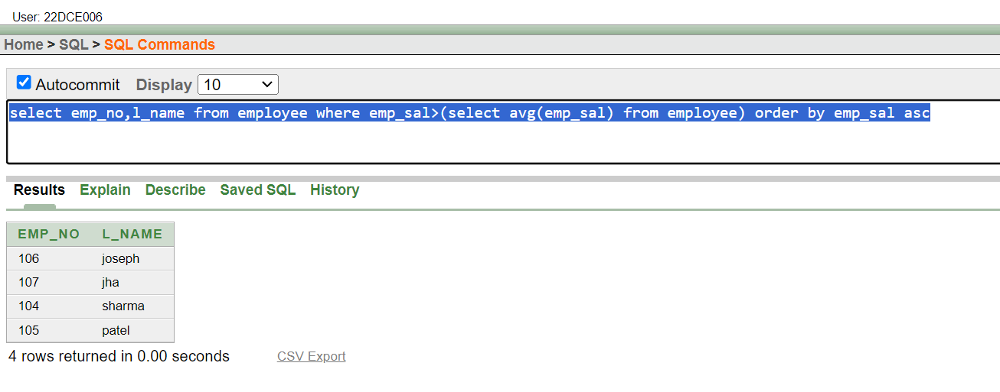 User: 22DCE006
Home > SQL > SQL Commands
Autocommit Display 10
select emp_no,l_name from employee where emp_sal>(select avg(emp_sal) from employee) order by emp_sal asc
Results Explain Describe Saved SQL History
EMP_NO L_NAME
106 joseph
107 jha
104 sharma
105 patel
4 rows returned in 0.00 seconds CSV Export